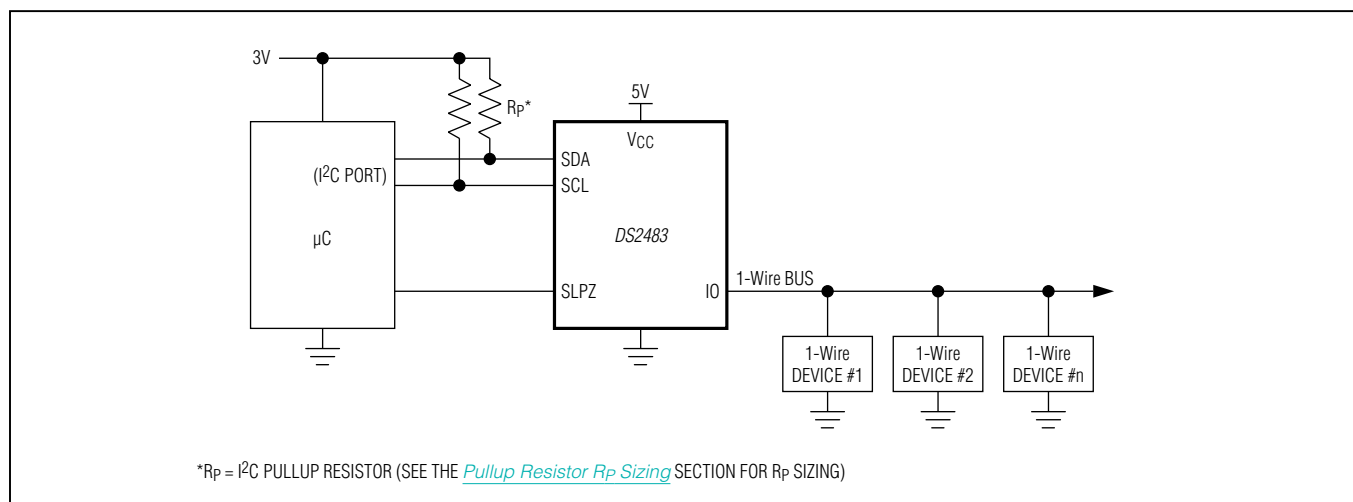 3V
RP*
5V
VCC
(I²C PORT)
µC
SDA
SCL
DS2483
SLPZ
IO
1-Wire BUS
1-Wire
DEVICE #1
1-Wire
DEVICE #2
1-Wire
DEVICE #n
*RP = I²C PULLUP RESISTOR (SEE THE Pullup Resistor RP Sizing SECTION FOR RP SIZING)